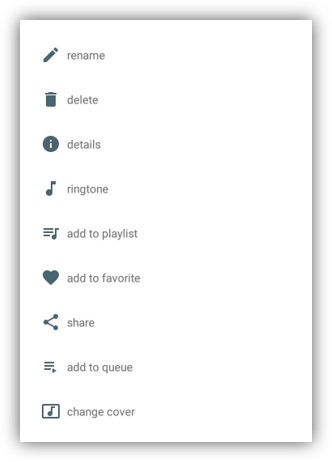 rename
delete
details
ringtone
add to playlist
add to favorite
share
add to queue
change cover